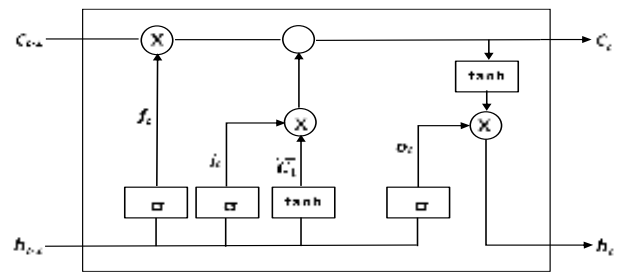 C_{t-1} X C_t
tanh
f_t X X
i_t o_t
σ σ tanh σ
h_{t-1} h_t